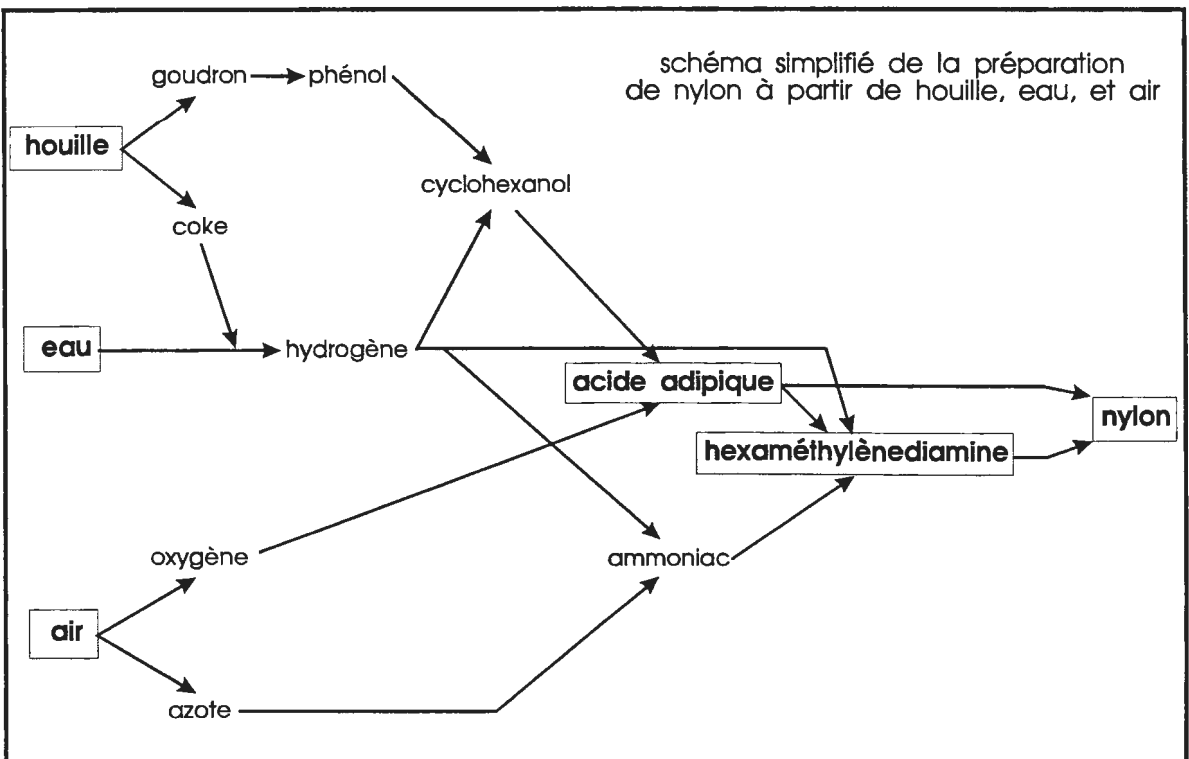 schéma simplifié de la préparation
de nylon à partir de houille, eau, et air
goudron
phénol
houille
cyclohexanol
coke
eau
hydrogène
acide adipique
nylon
hexaméthylènediamine
oxygène
ammoniac
air
azote